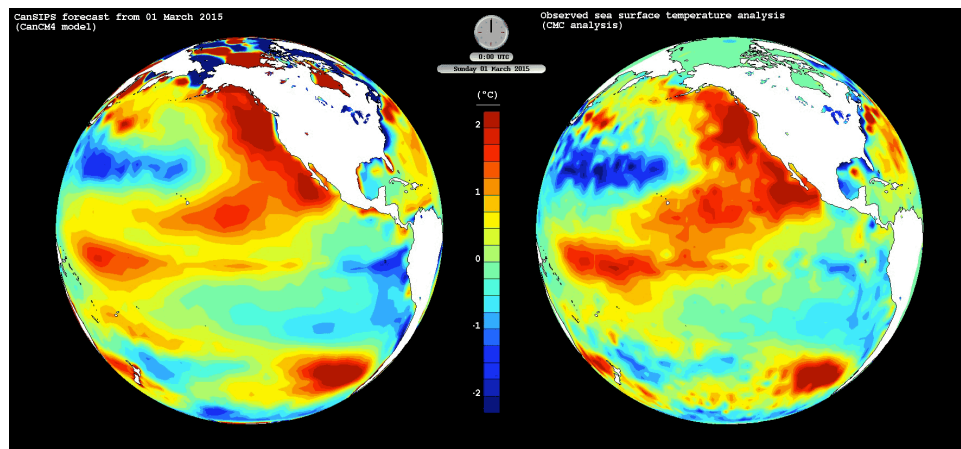 CanSIPS forecast from 01 March 2015
(CanCM4 model)
0:00 UTC
Sunday 01 March 2015
Observed sea surface temperature analysis
(CMC analysis)
(°C)
2
1
0
-1
-2